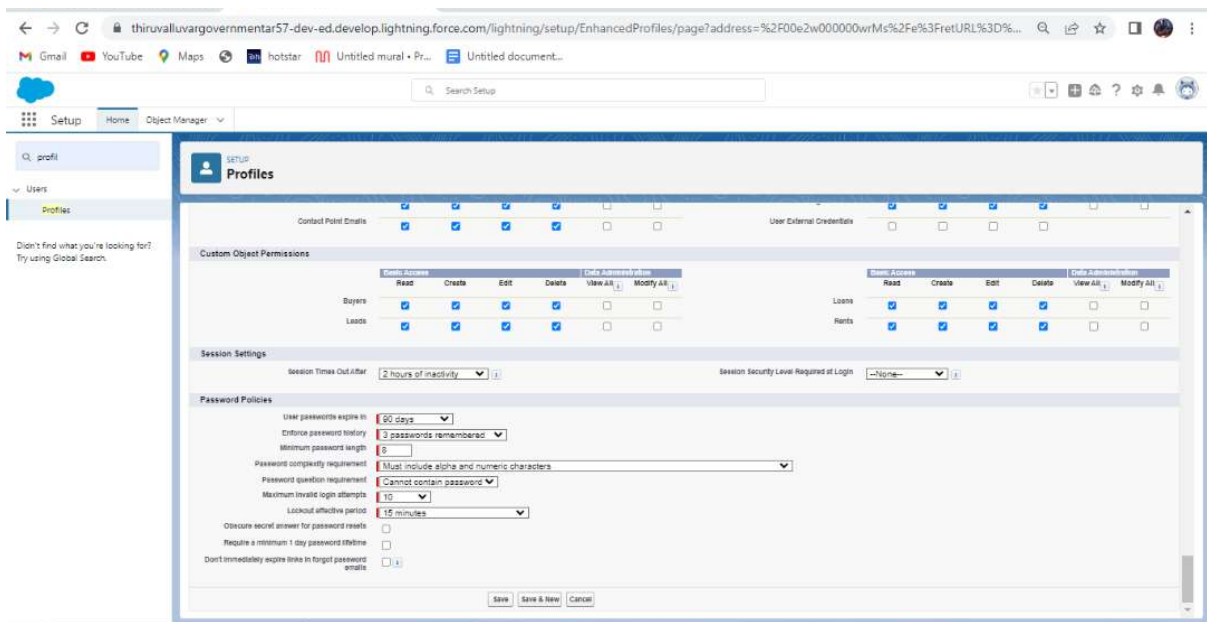 thiruvalluvargovernmentar57-dev-ed.develop.lightning.force.com/lightning/setup/EnhancedProfiles/page?address=%2F00e2w000000wrMs%2Fe%3FretURL%3D%...
Gmail YouTube Maps hotstar Untitled mural • Pr... Untitled document...
Search Setup
Setup Home Object Manager
profil
SETUP
Profiles
Users
Profiles
Didn't find what you're looking for?
Try using Global Search.
Contact Point Emails User External Credentials
Custom Object Permissions
Basic Access Data Administration Basic Access Data Administration
Read Create Edit Delete View All Modify All Read Create Edit Delete View All Modify All
Buyers Loans
Leads Rents
Session Settings
Session Times Out After 2 hours of inactivity Session Security Level Required at Login --None--
Password Policies
User passwords expire in 90 days
Enforce password history 3 passwords remembered
Minimum password length 8
Password complexity requirement Must include alpha and numeric characters
Password question requirement Cannot contain password
Maximum invalid login attempts 10
Lockout effective period 15 minutes
Obscure secret answer for password resets
Require a minimum 1 day password lifetime
Don't immediately expire links in forgot password
emails
Save Save & New Cancel